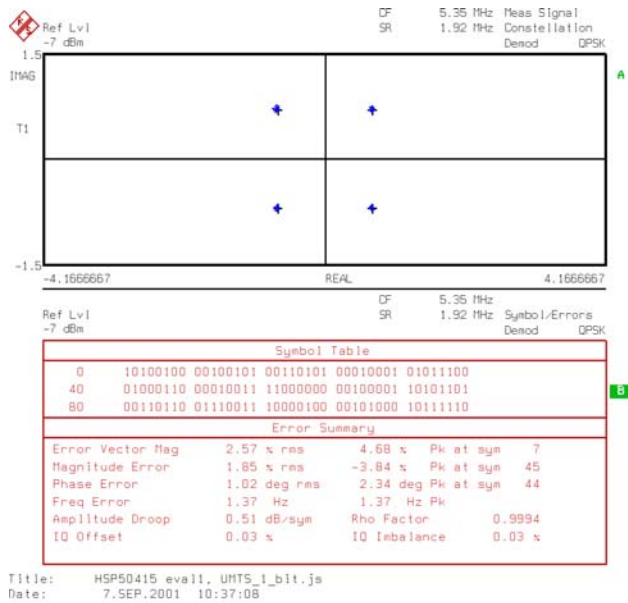 CF 5.35 MHz Meas Signal
Ref Lvl SR 1.92 MHz Constellation
-7 dBm Demod QPSK
1.5
IMAG
A
T1
-1.5
-4.1666667 REAL 4.1666667
CF 5.35 MHz
Ref Lvl SR 1.92 MHz Symbol/Errors
-7 dBm Demod QPSK
Symbol Table
0 10100100 00100101 00110101 00010001 01011100
40 01000110 00010011 11000000 00100001 10101101
B
80 00110110 01110011 10000100 00101000 10111110
Error Summary
Error Vector Mag 2.57 % rms 4.68 % Pk at sym 7
Magnitude Error 1.85 % rms -3.84 % Pk at sym 45
Phase Error 1.02 deg rms 2.34 deg Pk at sym 44
Freq Error 1.37 Hz 1.37 Hz Pk
Amplitude Droop 0.51 dB/sym Rho Factor 0.9994
IQ Offset 0.03 % IQ Imbalance 0.03 %
Title: HSP50415 eval1, UMTS_1_bit.js
Date: 7.SEP.2001 10:37:08